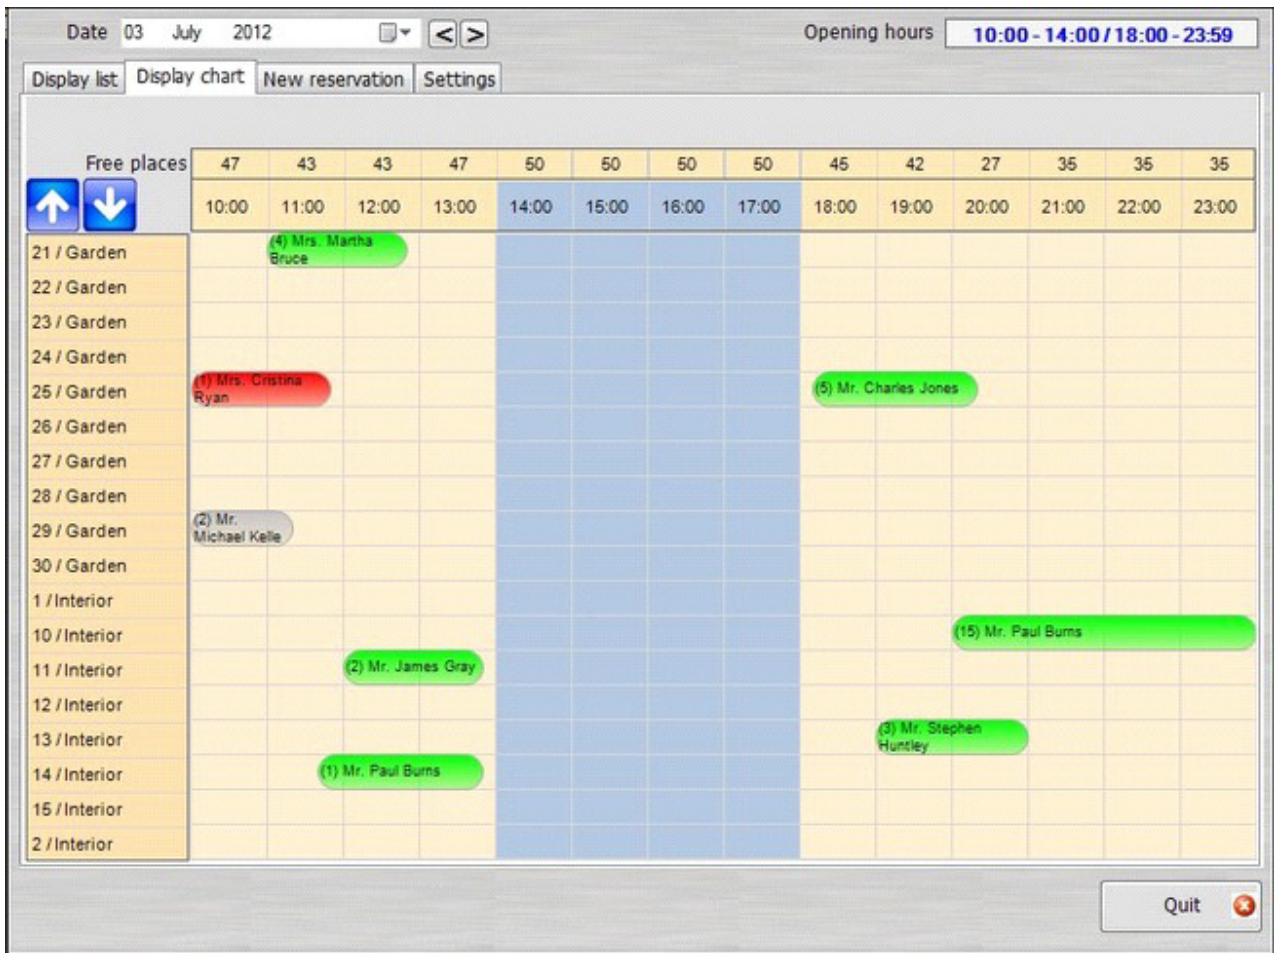 Date 03 July 2012 < > Opening hours 10:00 - 14:00 / 18:00 - 23:59
Display list Display chart New reservation Settings
Free places 47 43 43 47 50 50 50 50 45 42 27 35 35 35
10:00 11:00 12:00 13:00 14:00 15:00 16:00 17:00 18:00 19:00 20:00 21:00 22:00 23:00
21 / Garden (4) Mrs. Martha
Bruce
22 / Garden
23 / Garden
24 / Garden
25 / Garden (1) Mrs. Cristina
Ryan (5) Mr. Charles Jones
26 / Garden
27 / Garden
28 / Garden
29 / Garden (2) Mr.
Michael Kelle
30 / Garden
1 / Interior
10 / Interior (15) Mr. Paul Burns
11 / Interior (2) Mr. James Gray
12 / Interior
13 / Interior (3) Mr. Stephen
Huntley
14 / Interior (1) Mr. Paul Burns
15 / Interior
2 / Interior
Quit